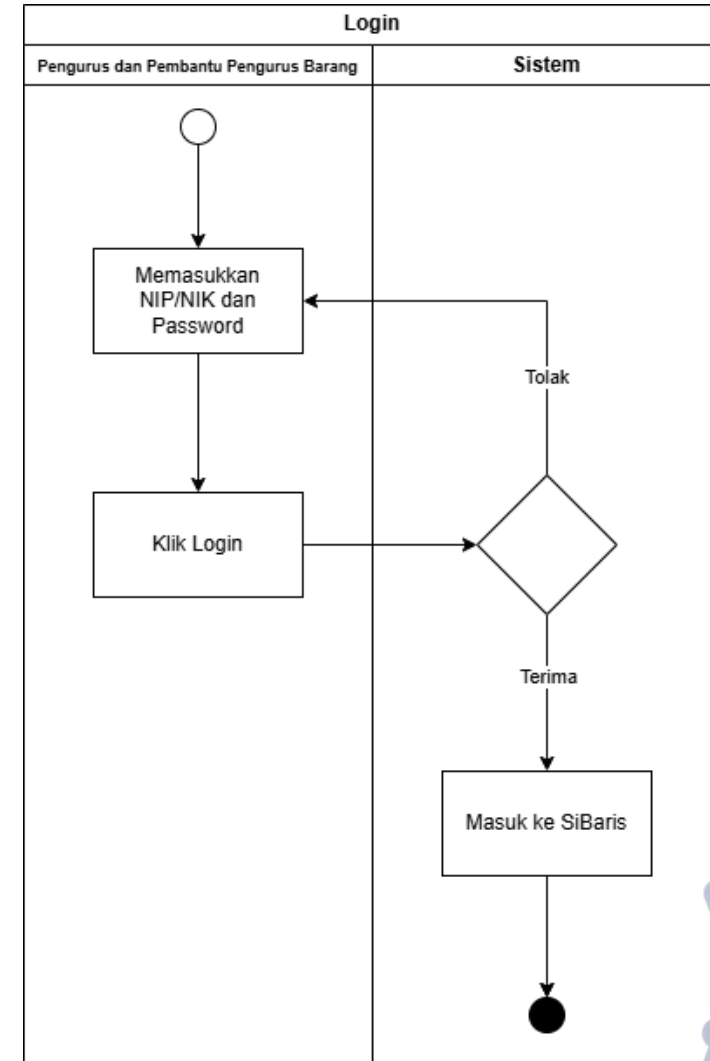 Login
Pengurus dan Pembantu Pengurus Barang
Sistem
Memasukkan
NIP/NIK dan
Password
Tolak
Klik Login
Terima
Masuk ke SiBaris